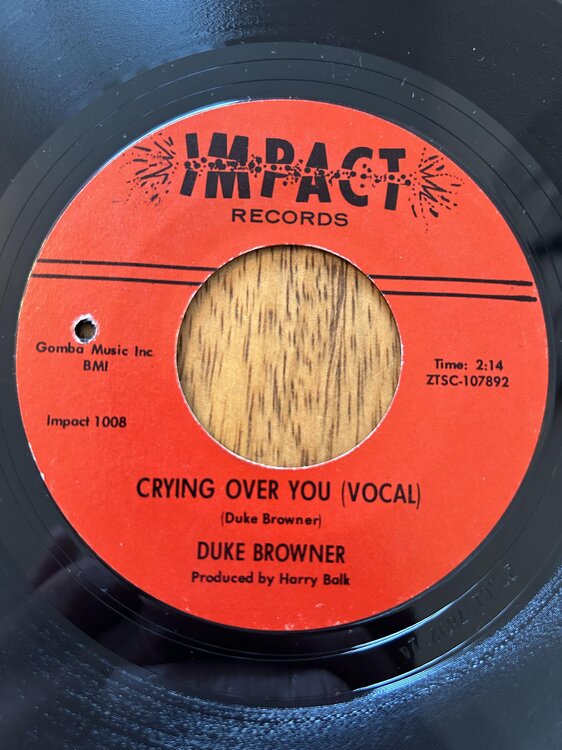 IMPACT
RECORDS
Gomba Music Inc.
BMI
Time: 2:14
ZTSC-107892
Impact 1008
CRYING OVER YOU (VOCAL)
(Duke Browner)
DUKE BROWNER
Produced by Harry Balk